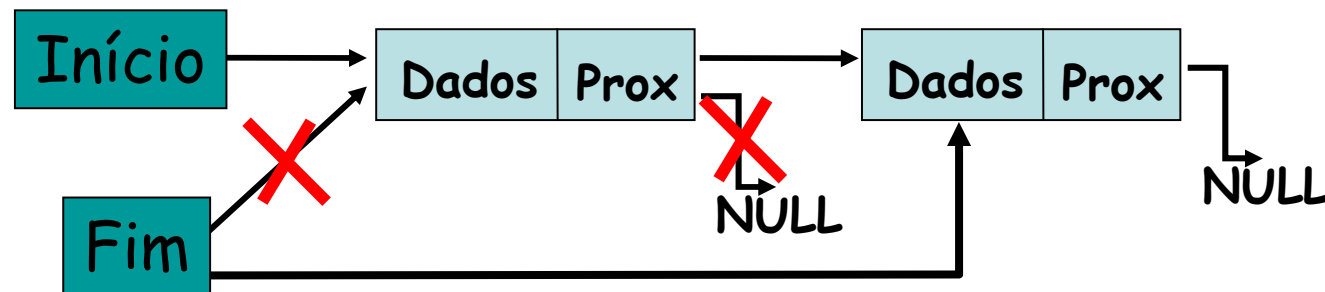 Início
Dados Prox
Dados Prox
NULL
NULL
Fim